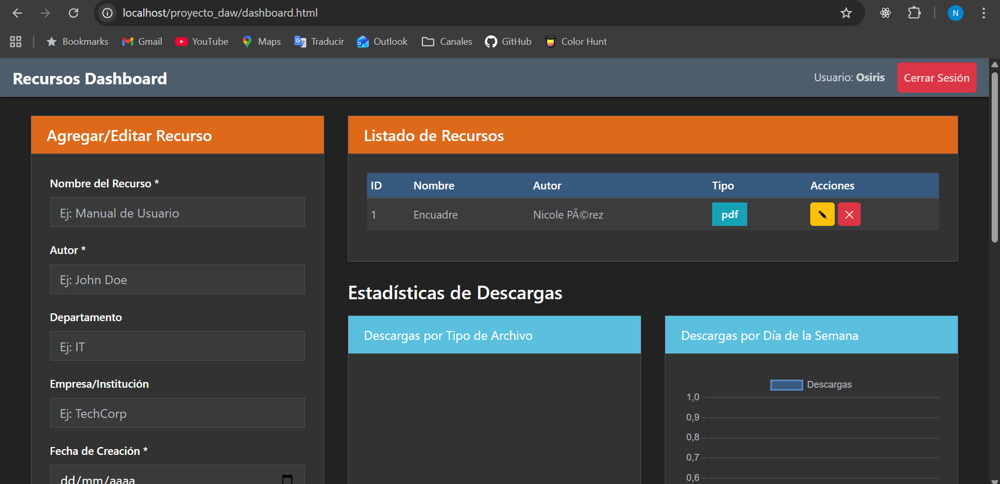 localhost/proyecto_daw/dashboard.html
N
Bookmarks Gmail YouTube Maps Traducir Outlook Canales GitHub Color Hunt
Recursos Dashboard
Usuario: Osiris
Cerrar Sesión
Agregar/Editar Recurso
Nombre del Recurso *
Ej: Manual de Usuario
Autor *
Ej: John Doe
Departamento
Ej: IT
Empresa/Institución
Ej: TechCorp
Fecha de Creación *
dd/mm/aaaa
Listado de Recursos
ID Nombre Autor Tipo Acciones
1 Encuadre Nicole PÃ©rez pdf
Estadísticas de Descargas
Descargas por Tipo de Archivo
Descargas por Día de la Semana
Descargas
1,0
0,9
0,8
0,7
0,6